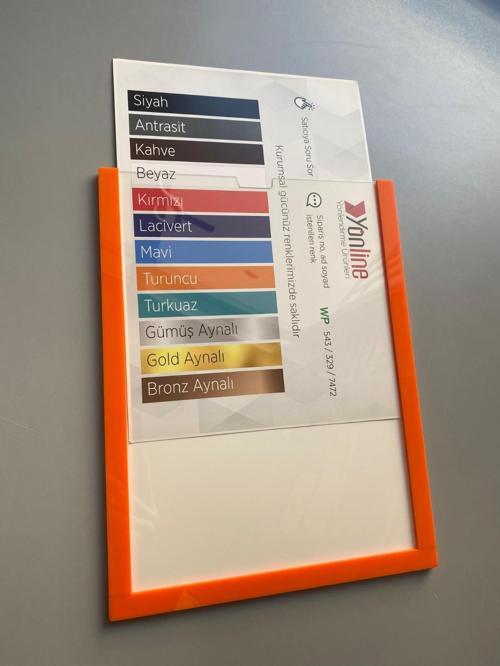 Siyah
Antrasit
Kahve
Beyaz
Kırmızı
Lacivert
Mavi
Turuncu
Turkuaz
Gümüş Aynalı
Gold Aynalı
Bronz Aynalı
Kurumsal gücünüz renklerimizde saklıdır
Satıcıya Soru Sor
Sipariş no, ad soyad
istenilen renk
WP 543 / 329 / 7472
Yonline
Yönlendirme Ürünleri